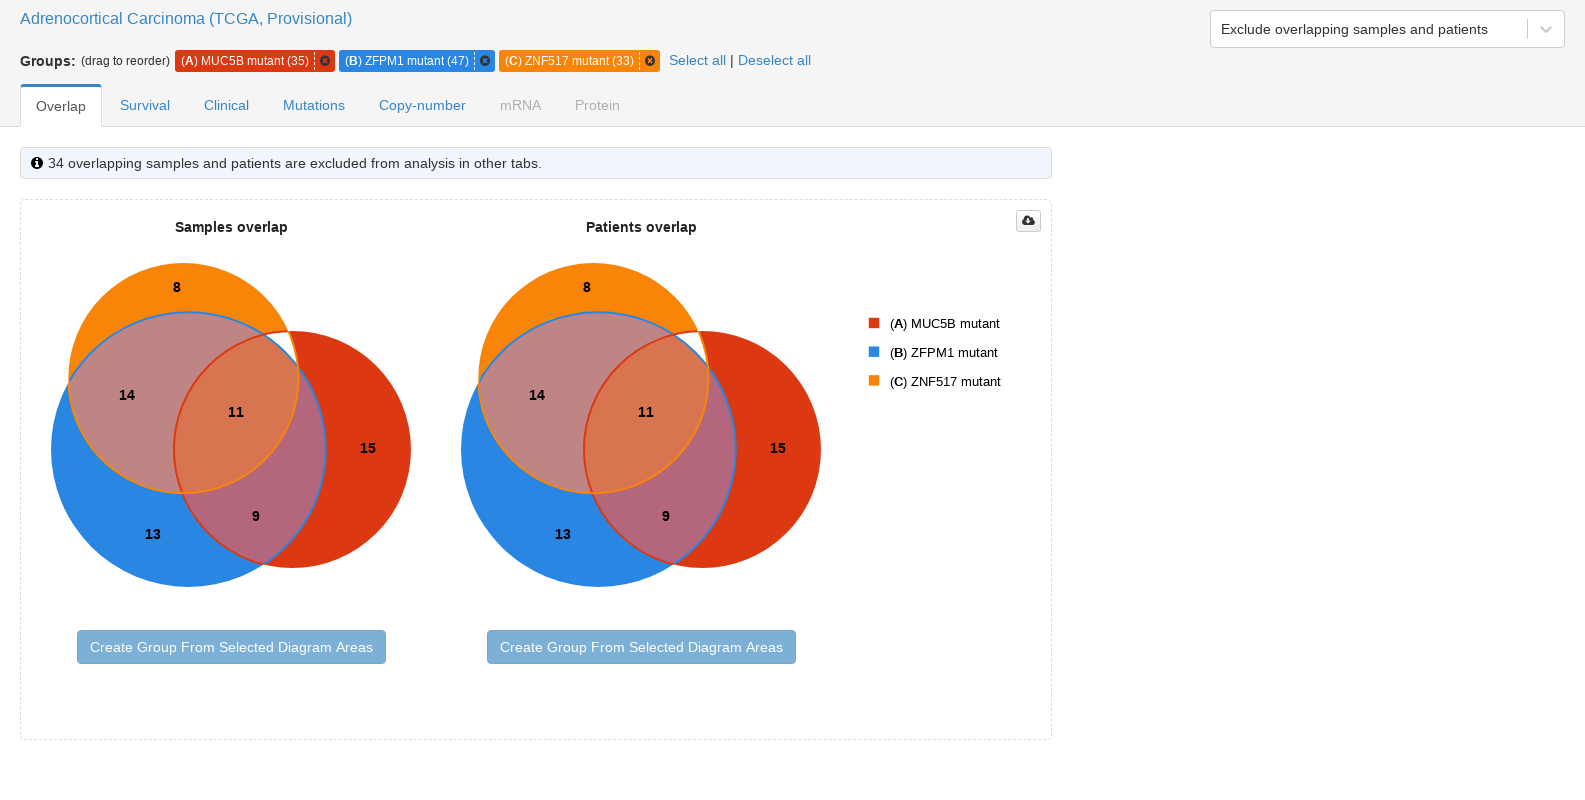 Adrenocortical Carcinoma (TCGA, Provisional)
Exclude overlapping samples and patients
Groups: (drag to reorder) (A) MUC5B mutant (35) (B) ZFPM1 mutant (47) (C) ZNF517 mutant (33) Select all | Deselect all
Overlap Survival Clinical Mutations Copy-number mRNA Protein
34 overlapping samples and patients are excluded from analysis in other tabs.
Samples overlap
8
14
11
15
9
13
Create Group From Selected Diagram Areas
Patients overlap
8
14
11
15
9
13
Create Group From Selected Diagram Areas
(A) MUC5B mutant
(B) ZFPM1 mutant
(C) ZNF517 mutant